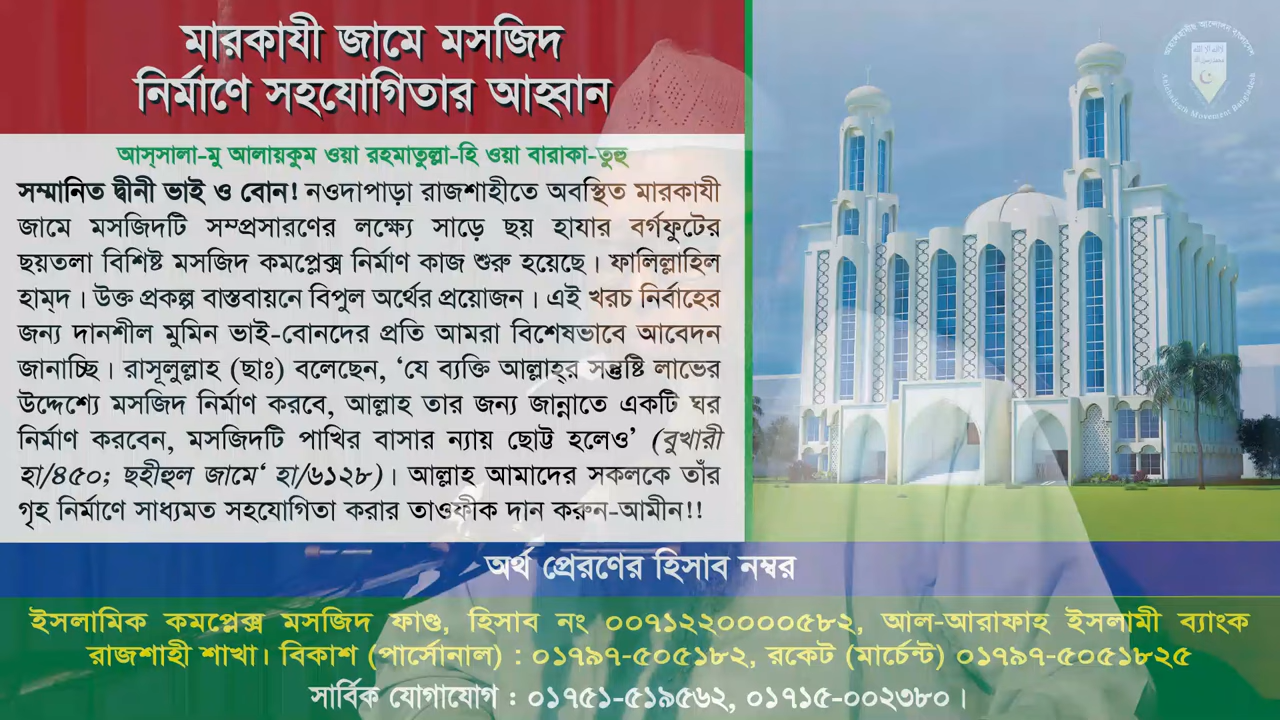 মারকাযী জামে মসজিদ
নির্মাণে সহযোগিতার আহ্বান
আস্সালা-মু আলায়কুম ওয়া রহমাতুল্লা-হি ওয়া বারাকা-তুহু
সম্মানিত দ্বীনী ভাই ও বোন! নওদাপাড়া রাজশাহীতে অবস্থিত মারকাযী
জামে মসজিদটি সম্প্রসারণের লক্ষ্যে সাড়ে ছয় হাযার বর্গফুটের
ছয়তলা বিশিষ্ট মসজিদ কমপ্লেক্স নির্মাণ কাজ শুরু হয়েছে। ফালিল্লাহিল
হাম্দ। উক্ত প্রকল্প বাস্তবায়নে বিপুল অর্থের প্রয়োজন। এই খরচ নির্বাহের
জন্য দানশীল মুমিন ভাই-বোনদের প্রতি আমরা বিশেষভাবে আবেদন
জানাচ্ছি। রাসূলুল্লাহ (ছাঃ) বলেছেন, ‘যে ব্যক্তি আল্লাহ্র সন্তুষ্টি লাভের
উদ্দেশ্যে মসজিদ নির্মাণ করবে, আল্লাহ তার জন্য জান্নাতে একটি ঘর
নির্মাণ করবেন, মসজিদটি পাখির বাসার ন্যায় ছোট্ট হলেও’ (বুখারী
হা/৪৫০; ছহীহুল জামে‘ হা/৬১২৮)। আল্লাহ আমাদের সকলকে তাঁর
গৃহ নির্মাণে সাধ্যমত সহযোগিতা করার তাওফীক দান করুন-আমীন!!
অর্থ প্রেরণের হিসাব নম্বর
ইসলামিক কমপ্লেক্স মসজিদ ফাণ্ড, হিসাব নং ০০৭১২২০০০০৫৮২, আল-আরাফাহ ইসলামী ব্যাংক
রাজশাহী শাখা। বিকাশ (পার্সোনাল) : ০১৭৯৭-৫০৫১৮২, রকেট (মার্চেন্ট) ০১৭৯৭-৫০৫১৮২৫
সার্বিক যোগাযোগ : ০১৭৫১-৫১৯৫৬২, ০১৭১৫-০০২৩৮০।